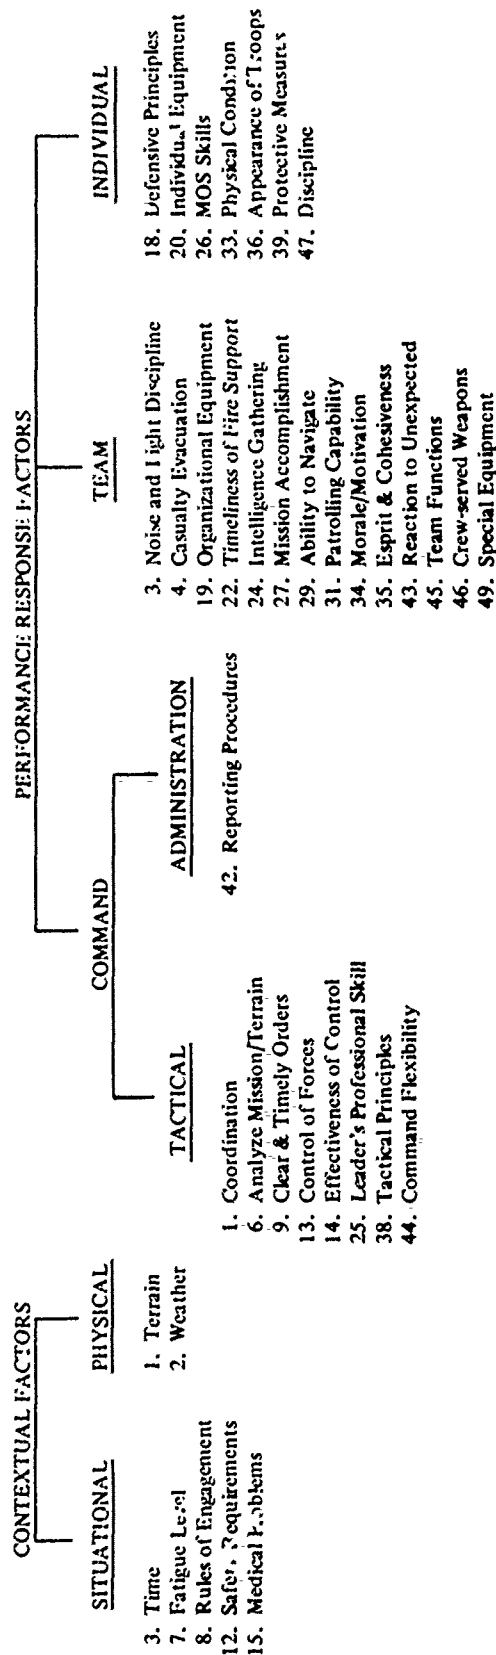 CONTEXTUAL FACTORS
SITUATIONAL
3. Time
7. Fatigue Level
8. Rules of Engagement
12. Safety Requirements
15. Medical Problems
PHYSICAL
1. Terrain
2. Weather
PERFORMANCE RESPONSE FACTORS
COMMAND
TACTICAL
1. Coordination
6. Analyze Mission/Terrain
9. Clear & Timely Orders
13. Control of Forces
14. Effectiveness of Control
25. Leader's Professional Skill
38. Tactical Principles
44. Command Flexibility
ADMINISTRATION
42. Reporting Procedures
TEAM
3. Noise and Light Discipline
4. Casualty Evacuation
19. Organizational Equipment
22. Timeliness of Fire Support
24. Intelligence Gathering
27. Mission Accomplishment
29. Ability to Navigate
31. Patrolling Capability
34. Morale/Motivation
35. Esprit & Cohesiveness
43. Reaction to Unexpected
45. Team Functions
46. Crew-served Weapons
49. Special Equipment
INDIVIDUAL
18. Defensive Principles
20. Individual Equipment
26. MOS Skills
33. Physical Condition
36. Appearance of Troops
39. Protective Measures
47. Discipline